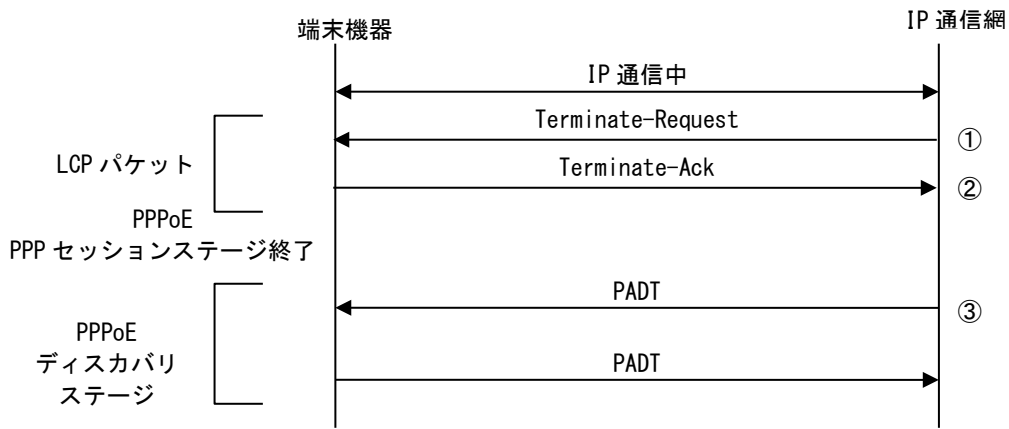 端末機器
IP 通信網
IP 通信中
Terminate-Request
①
LCP パケット
Terminate-Ack
②
PPPoE
PPP セッションステージ終了
PADT
③
PPPoE
ディスカバリ
ステージ
PADT